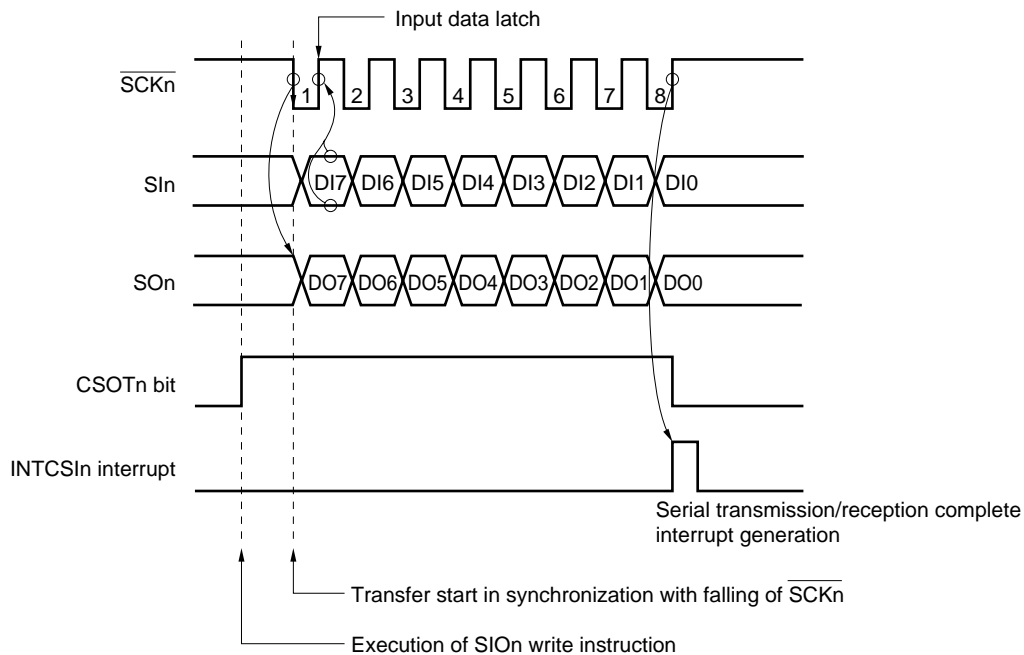 Input data latch
SCKn
1 2 3 4 5 6 7 8
SIn
DI7 DI6 DI5 DI4 DI3 DI2 DI1 DI0
SOn
DO7 DO6 DO5 DO4 DO3 DO2 DO1 DO0
CSOTn bit
INTCSIn interrupt
Serial transmission/reception complete
interrupt generation
Transfer start in synchronization with falling of SCKn
Execution of SIOn write instruction